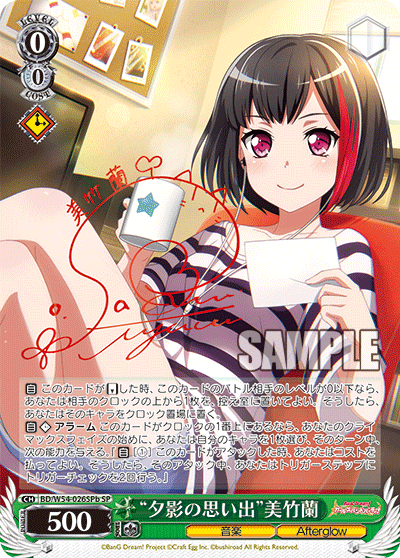 LEVEL
0
0
COST
美竹蘭
SAMPLE
自 このカードが した時、このカードのバトル相手のレベルが0以下なら、
あなたは相手のクロックの上から1枚を、控え室に置いてよい。そうしたら、
あなたはそのキャラをクロック置場に置く。
自 アラーム このカードがクロックの1番上にあるなら、あなたのクライ
マックスフェイズの始めに、あなたは自分のキャラを1枚選び、そのターン中、
次の能力を与える。『自 [(1)] このカードがアタックした時、あなたはコストを
払ってよい。そうしたら、そのアタック中、あなたはトリガーステップに
トリガーチェックを2回行う。』
CH BD/W54-026SPb SP
500
“夕影の思い出”美竹蘭
音楽
Afterglow
©BanG Dream! Project ©Craft Egg Inc. ©bushiroad All Rights Reserved.